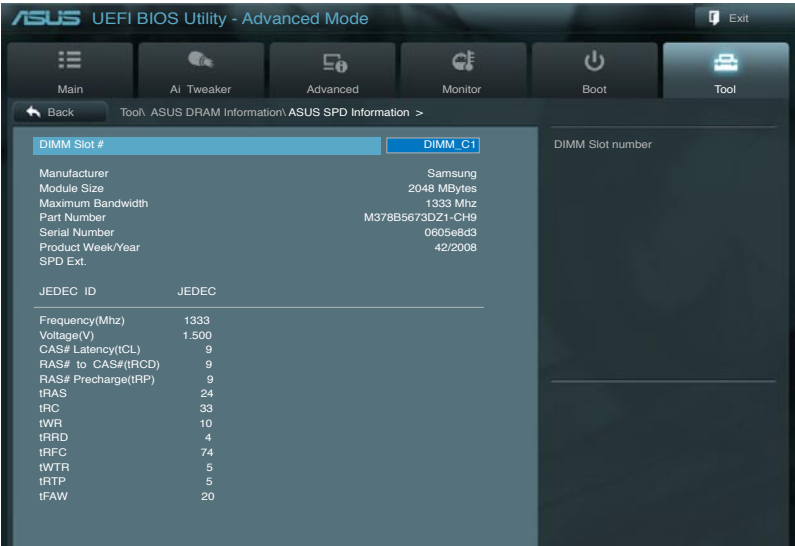 ASUS UEFI BIOS Utility - Advanced Mode
Exit
Main Ai Tweaker Advanced Monitor Boot Tool
Back Tool\ ASUS DRAM Information\ ASUS SPD Information >
DIMM Slot # DIMM_C1
DIMM Slot number
Manufacturer Samsung
Module Size 2048 MBytes
Maximum Bandwidth 1333 Mhz
Part Number M378B5673DZ1-CH9
Serial Number 0605e8d3
Product Week/Year 42/2008
SPD Ext.
JEDEC ID JEDEC
Frequency(Mhz) 1333
Voltage(V) 1.500
CAS# Latency(tCL) 9
RAS# to CAS#(tRCD) 9
RAS# Precharge(tRP) 9
tRAS 24
tRC 33
tWR 10
tRRD 4
tRFC 74
tWTR 5
tRTP 5
tFAW 20